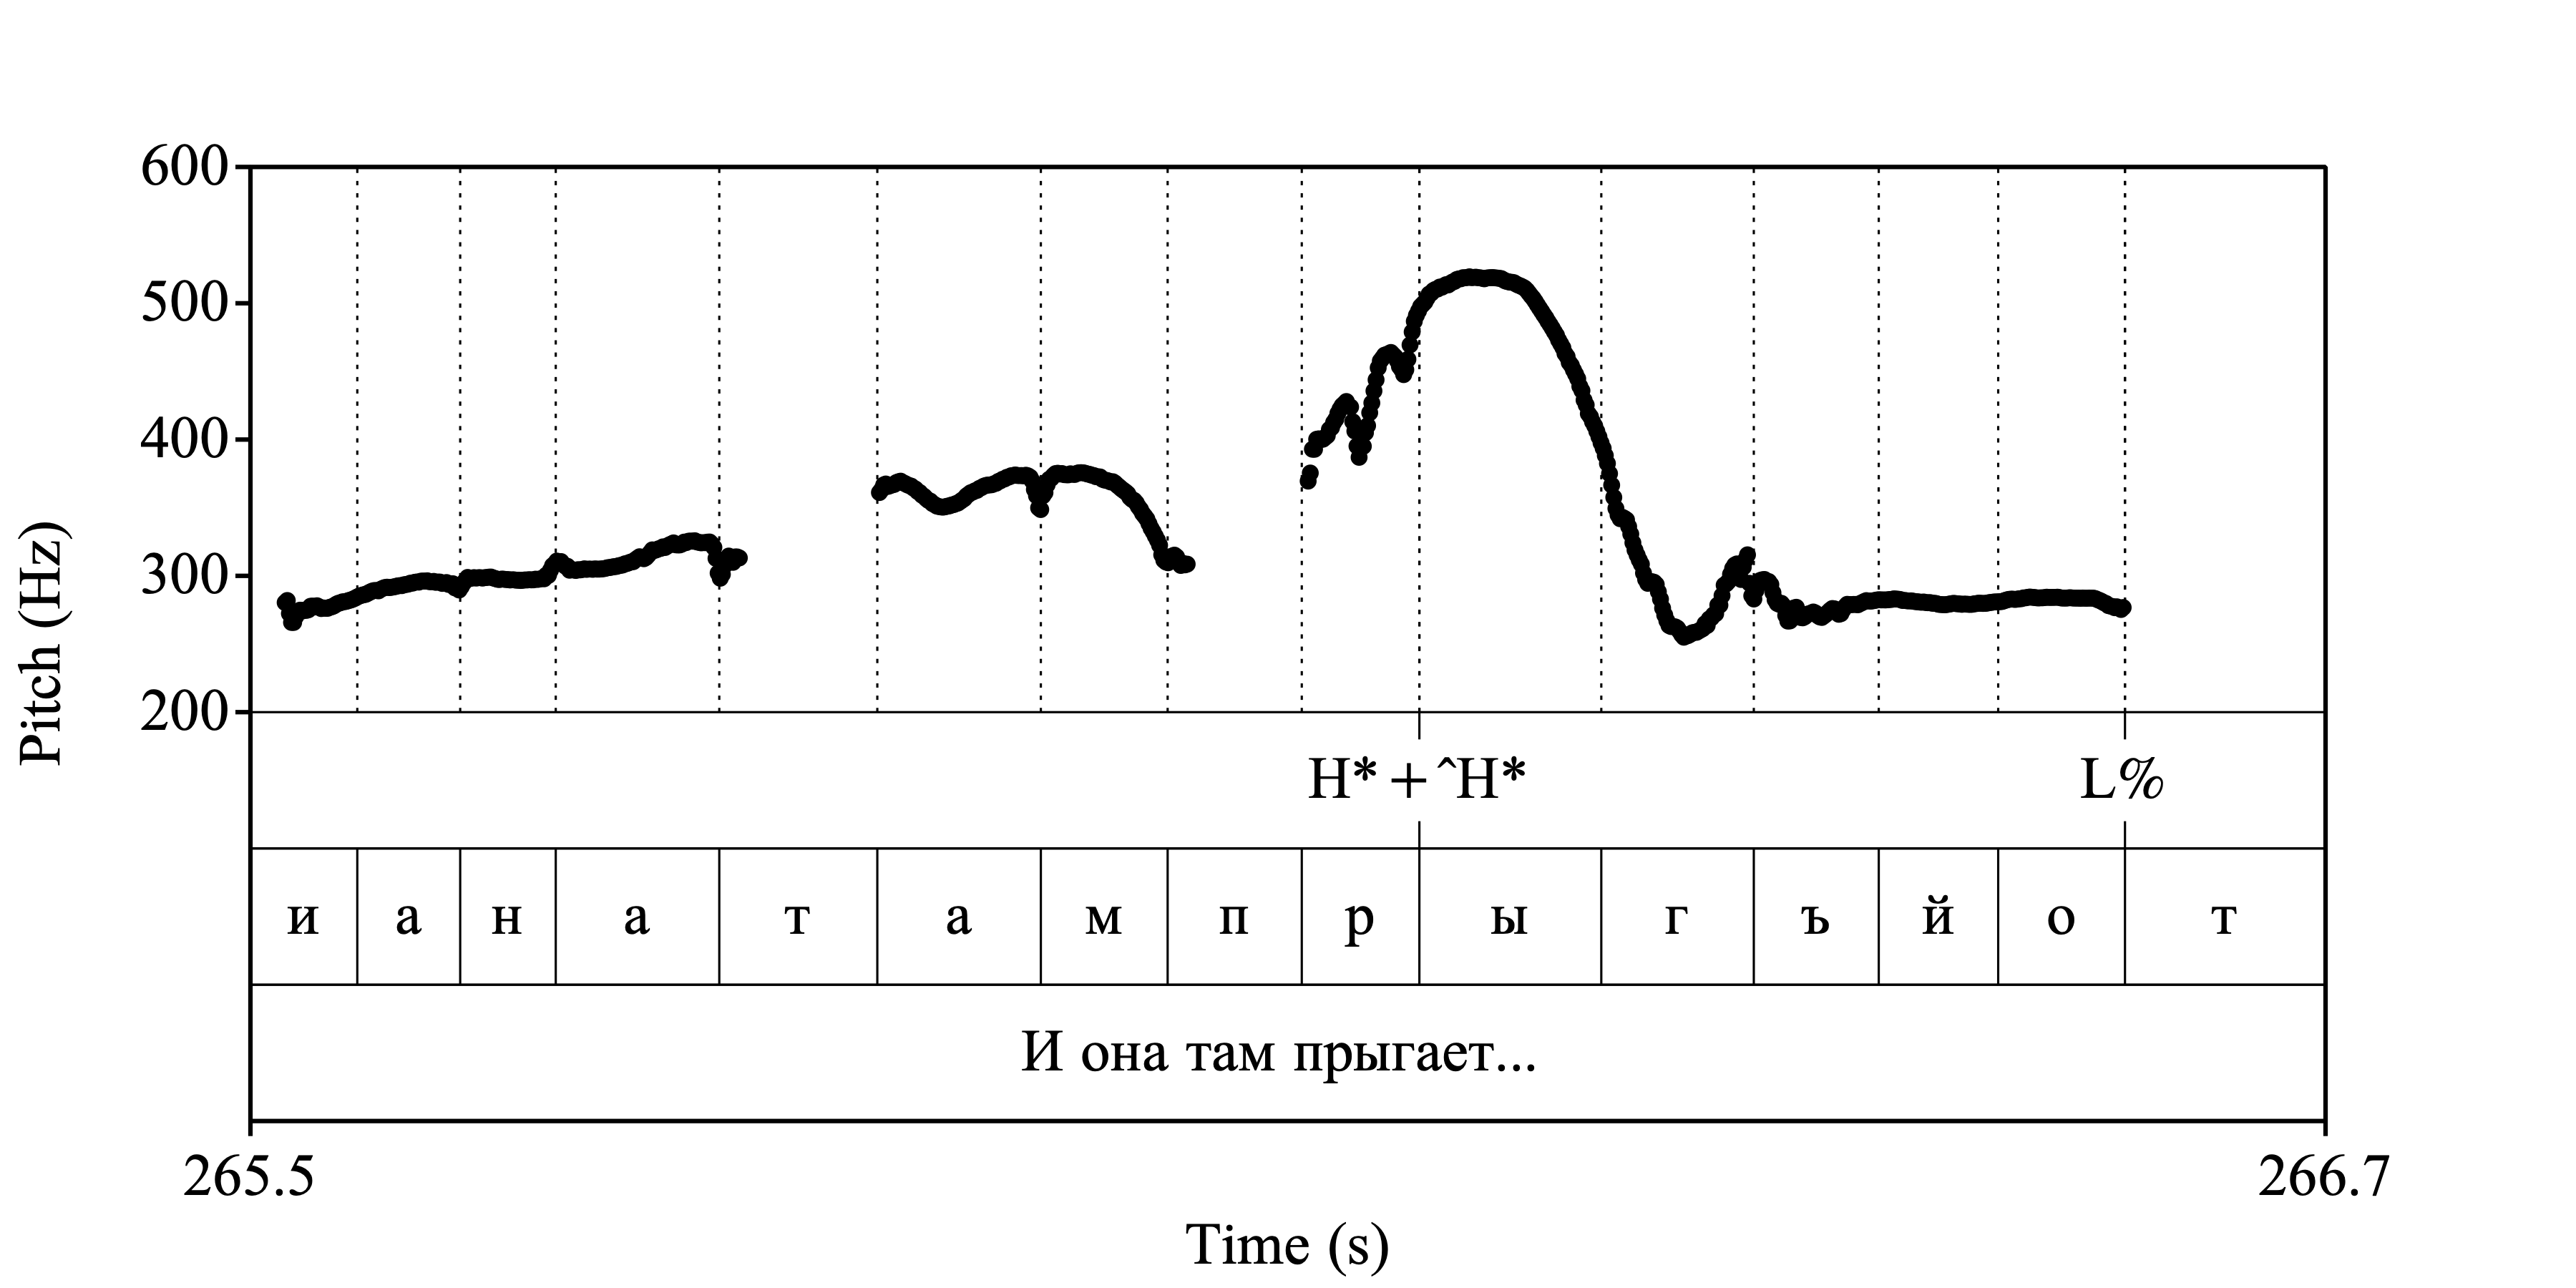 600
500
400
300
200
Pitch (Hz)
H* + ^H* L%
и а н а т а м п р ы г ъ й о т
И она там прыгает...
265.5 266.7
Time (s)